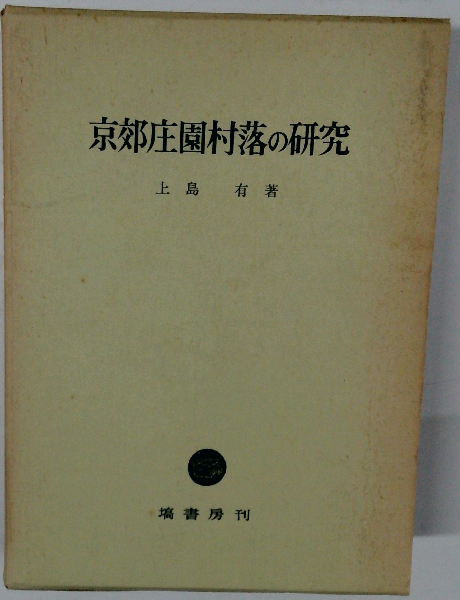 京郊庄園村落の研究
上島 有著
塙書房刊